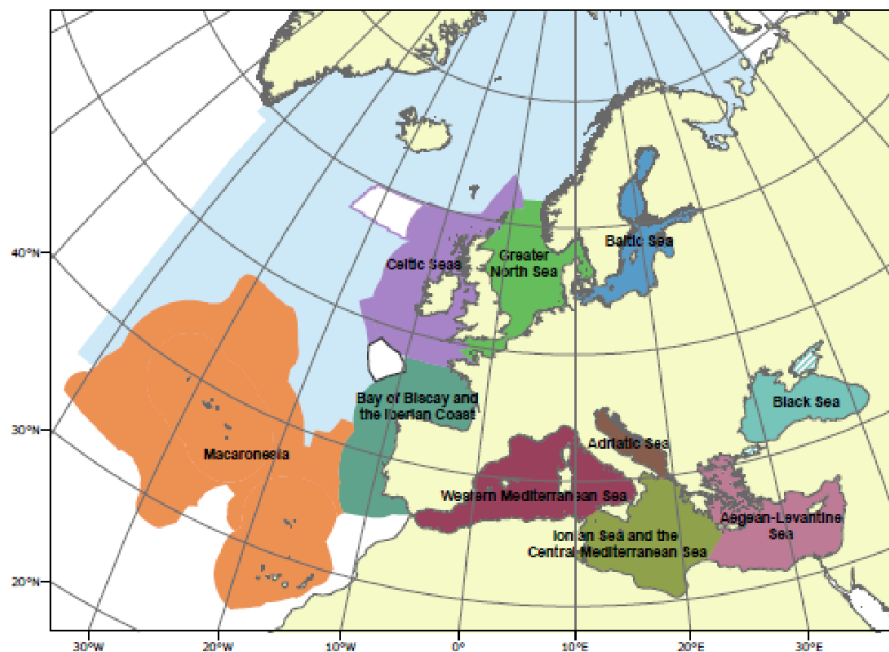 40°N
30°N
20°N
Celtic Seas
Greater
North Sea
Baltic Sea
Bay of Biscay and
the Iberian Coast
Black Sea
Macaronesia
Adriatic Sea
Western Mediterranean Sea
Aegean-Levantine
Sea
Ionian Sea and the
Central Mediterranean Sea
30°W
20°W
10°W
0°
10°E
20°E
30°E